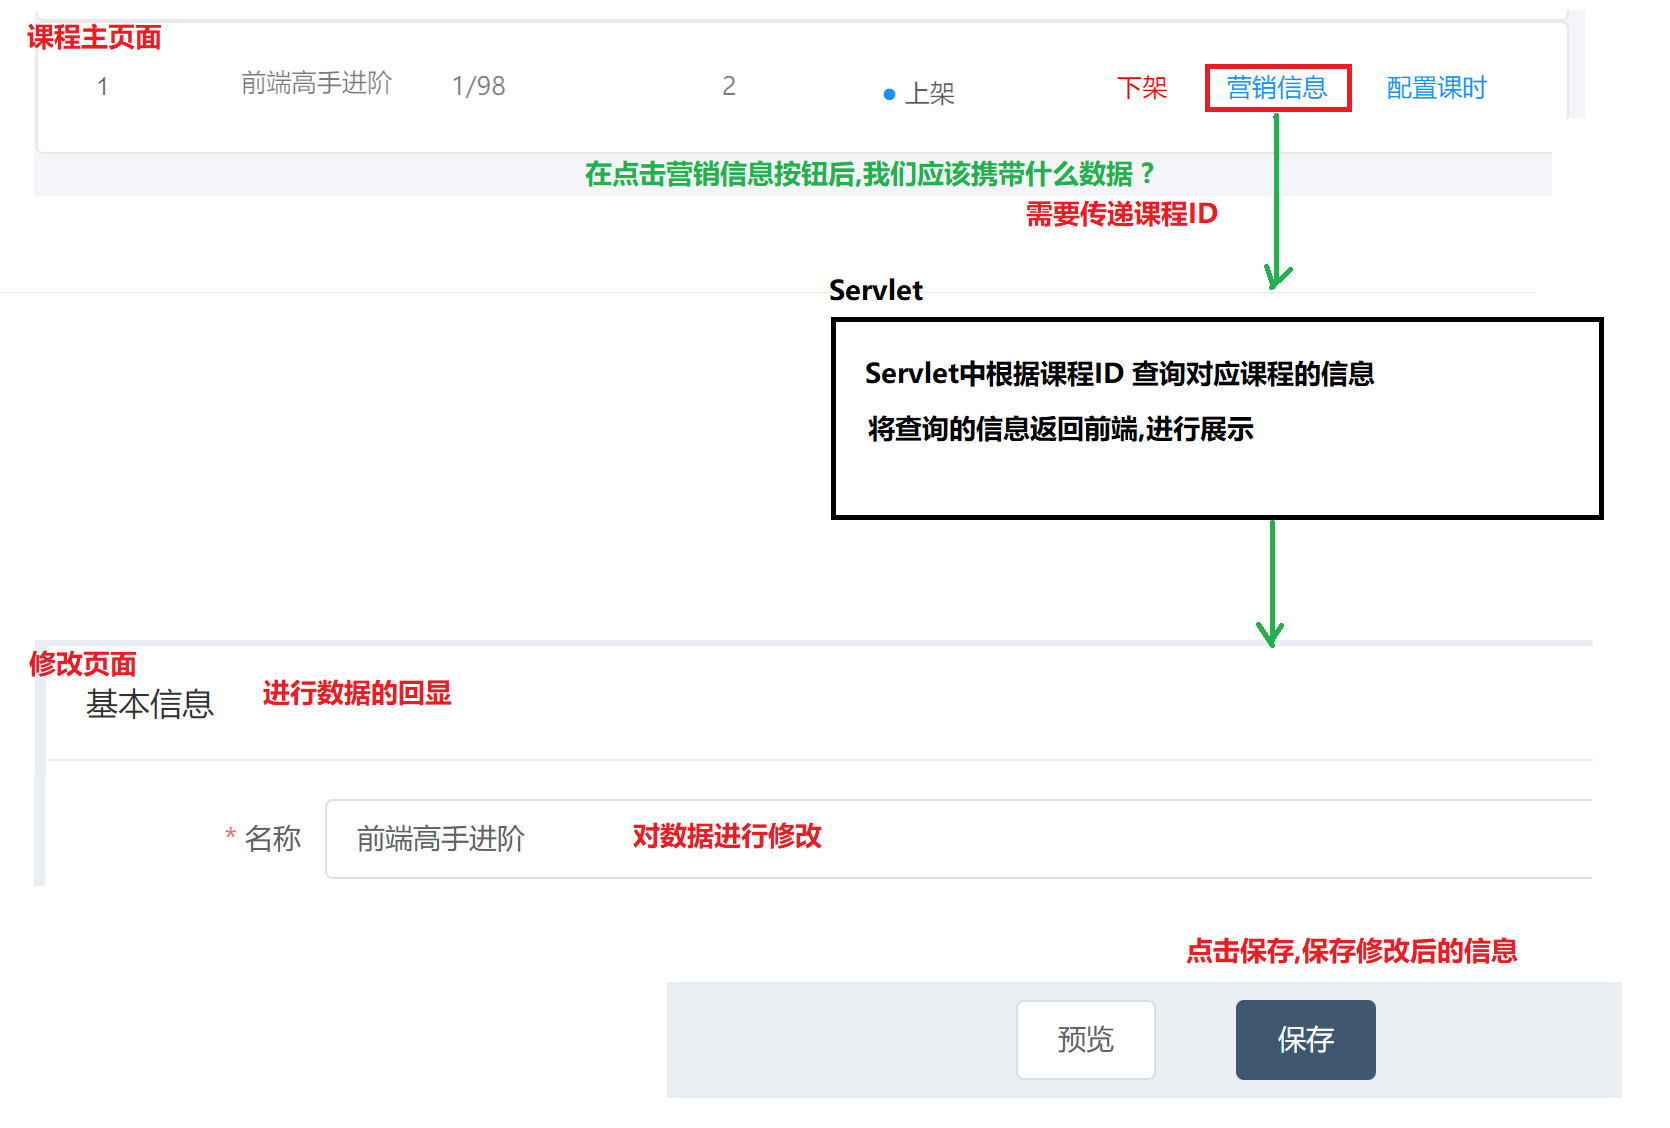 课程主页面
1 前端高手进阶 1/98 2 上架 下架 营销信息 配置课时
在点击营销信息按钮后,我们应该携带什么数据？
需要传递课程ID
Servlet
Servlet中根据课程ID 查询对应课程的信息
将查询的信息返回前端,进行展示
修改页面
基本信息 进行数据的回显
* 名称 前端高手进阶 对数据进行修改
点击保存,保存修改后的信息
预览 保存